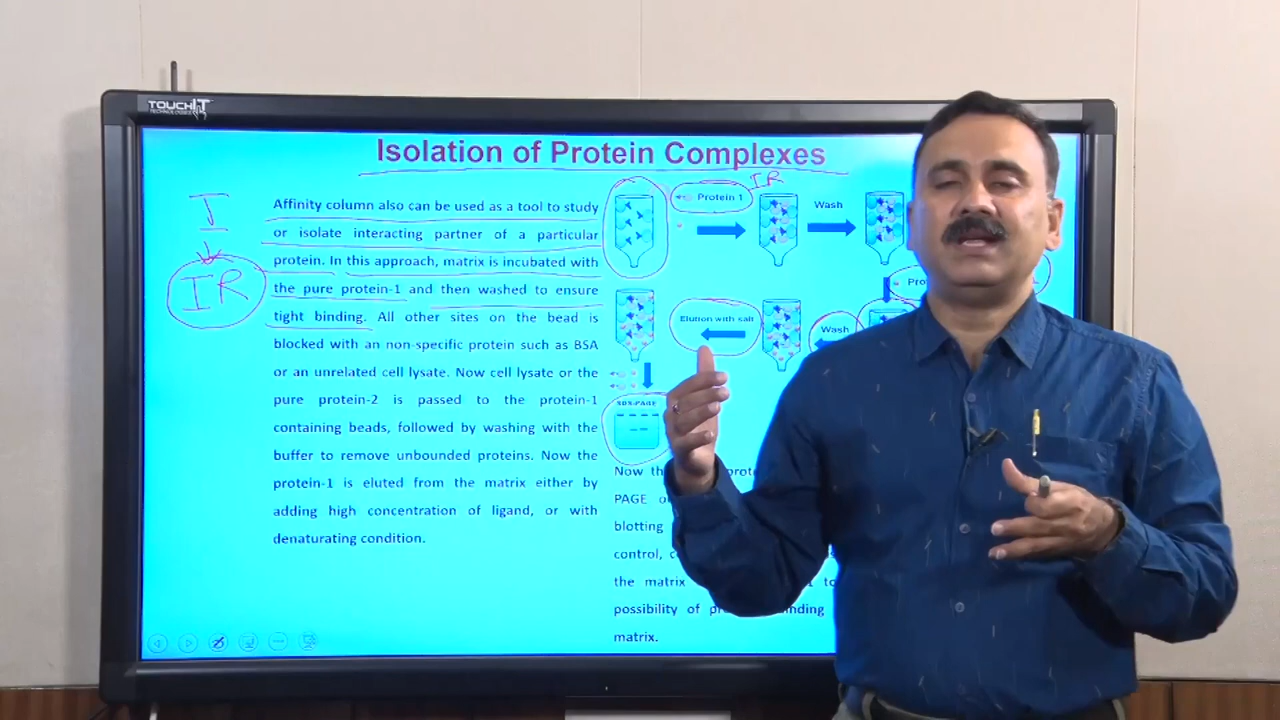 TOUCHIT
TECHNOLOGIES
Isolation of Protein Complexes
I
IR
Affinity column also can be used as a tool to study
or isolate interacting partner of a particular
protein. In this approach, matrix is incubated with
the pure protein-1 and then washed to ensure
tight binding. All other sites on the bead is
blocked with an non-specific protein such as BSA
or an unrelated cell lysate. Now cell lysate or the
pure protein-2 is passed to the protein-1
containing beads, followed by washing with the
buffer to remove unbounded proteins. Now the
protein-1 is eluted from the matrix either by
adding high concentration of ligand, or with
denaturating condition.
IR
Protein 1
Wash
Elution with salt
Wash
SDS-PAGE
Now
PAGE
blotting
control,
the matrix
possibility of
matrix.